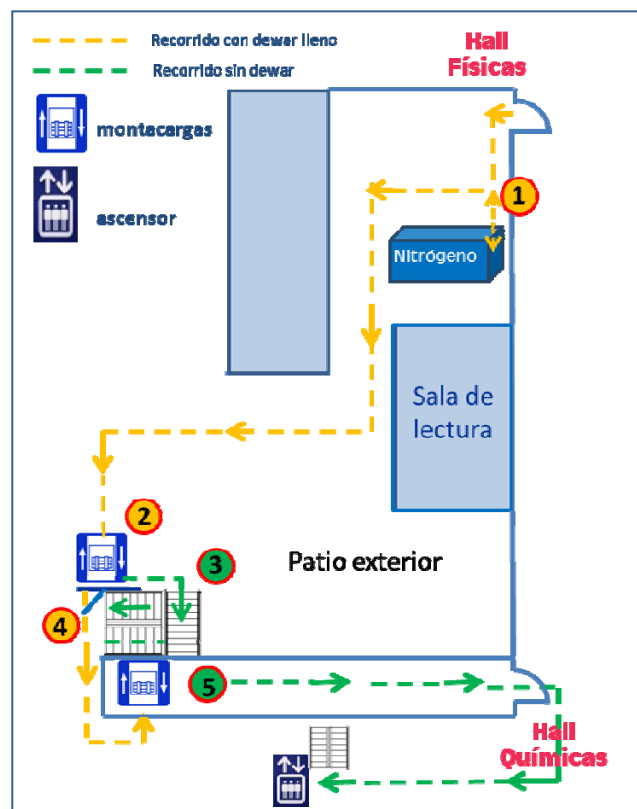 Recorrido con dewar lleno
Recorrido sin dewar
montacargas
ascensor
Hall
Físicas
1
Nitrógeno
Sala de
lectura
2
3
Patio exterior
4
5
Hall
Químicas